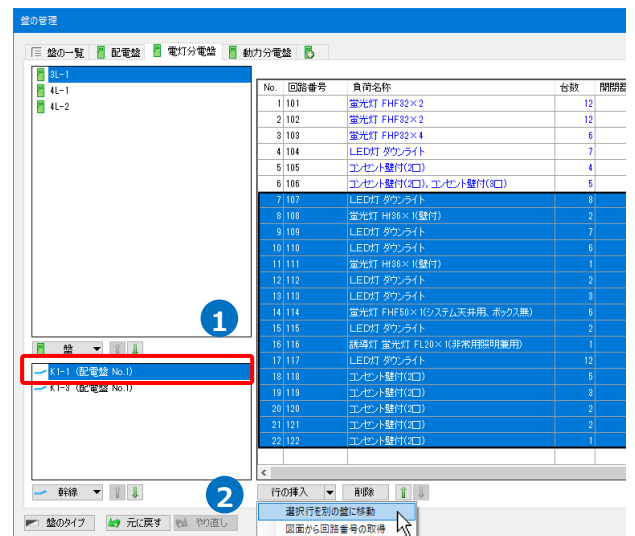 盤の管理
盤の一覧 配電盤 電灯分電盤 動力分電盤
3L-1
4L-1
4L-2
No. 回路番号 負荷名称 台数 開閉器
1 101 蛍光灯 FHF32×2 12
2 102 蛍光灯 FHF32×2 12
3 103 蛍光灯 FHP32×4 6
4 104 LED灯 ダウンライト 7
5 105 コンセント壁付(2口) 4
6 106 コンセント壁付(2口),コンセント壁付(3口) 5
7 107 LED灯 ダウンライト 8
8 108 蛍光灯 Hf36×1(壁付) 2
9 109 LED灯 ダウンライト 7
10 110 LED灯 ダウンライト 6
11 111 蛍光灯 Hf36×1(壁付) 1
12 112 LED灯 ダウンライト 2
13 113 LED灯 ダウンライト 3
14 114 蛍光灯 FHF50×1(システム天井用、ボックス無) 6
15 115 LED灯 ダウンライト 2
16 116 誘導灯 蛍光灯 FL20×1(非常用照明兼用) 1
17 117 LED灯 ダウンライト 12
18 118 コンセント壁付(2口) 5
19 119 コンセント壁付(2口) 3
20 120 コンセント壁付(2口) 2
21 121 コンセント壁付(2口) 2
22 122 コンセント壁付(2口) 1
1
盤
K1-1 (配電盤 No.1)
K1-3 (配電盤 No.1)
幹線
2
行の挿入 削除
選択行を別の盤に移動
図面から回路番号の取得
盤のタイプ 元に戻す やり直し